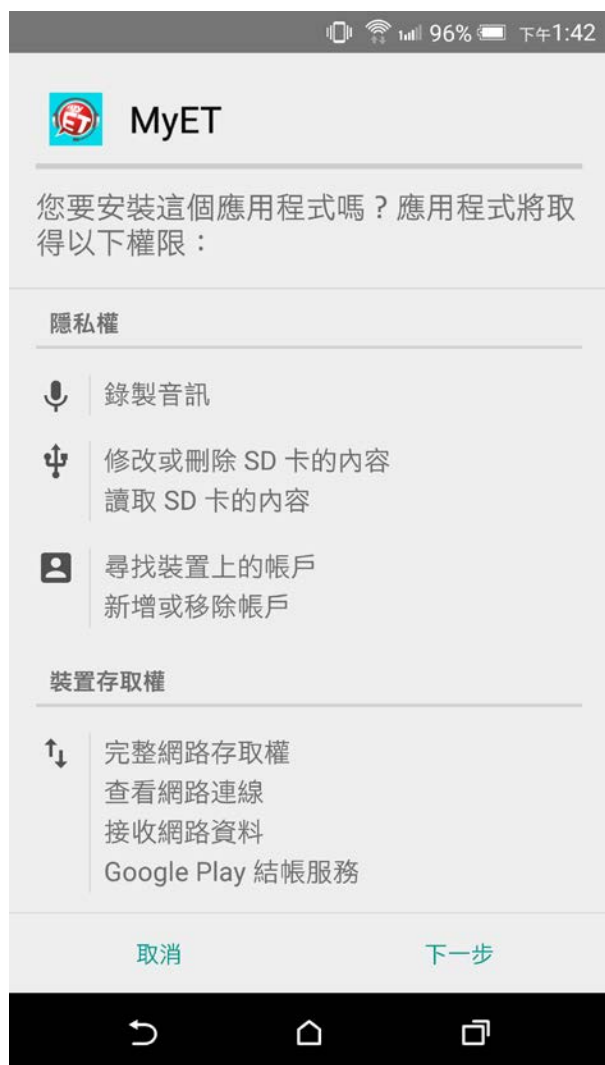 96% 下午1:42
MyET
您要安裝這個應用程式嗎？應用程式將取
得以下權限：
隱私權
錄製音訊
修改或刪除 SD 卡的內容
讀取 SD 卡的內容
尋找裝置上的帳戶
新增或移除帳戶
裝置存取權
完整網路存取權
查看網路連線
接收網路資料
Google Play 結帳服務
取消 下一步